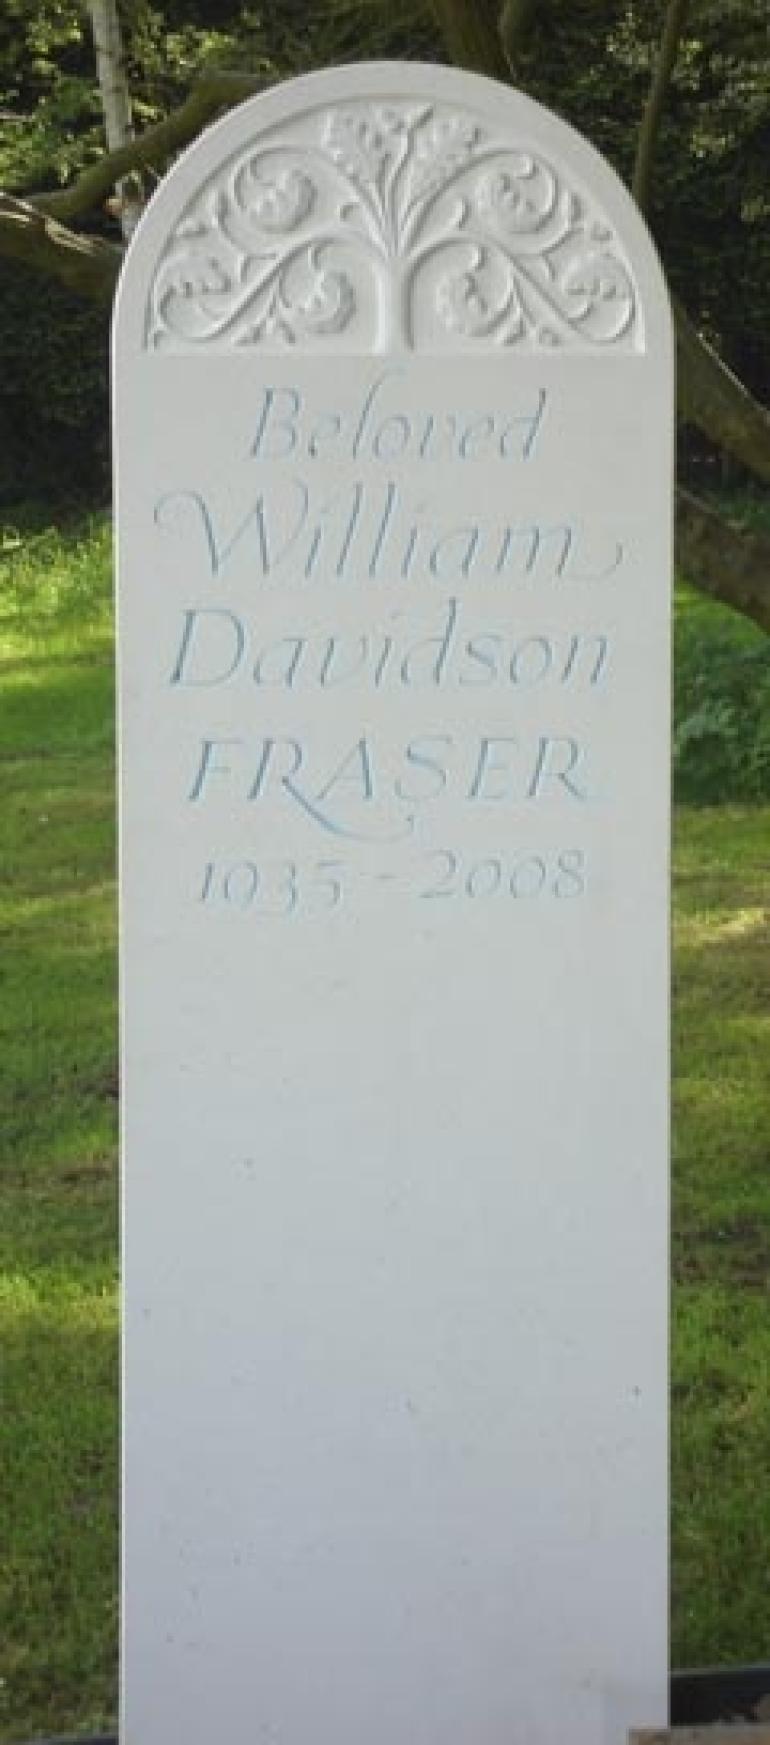 Beloved
William
Davidson
FRASER
1935 - 2008